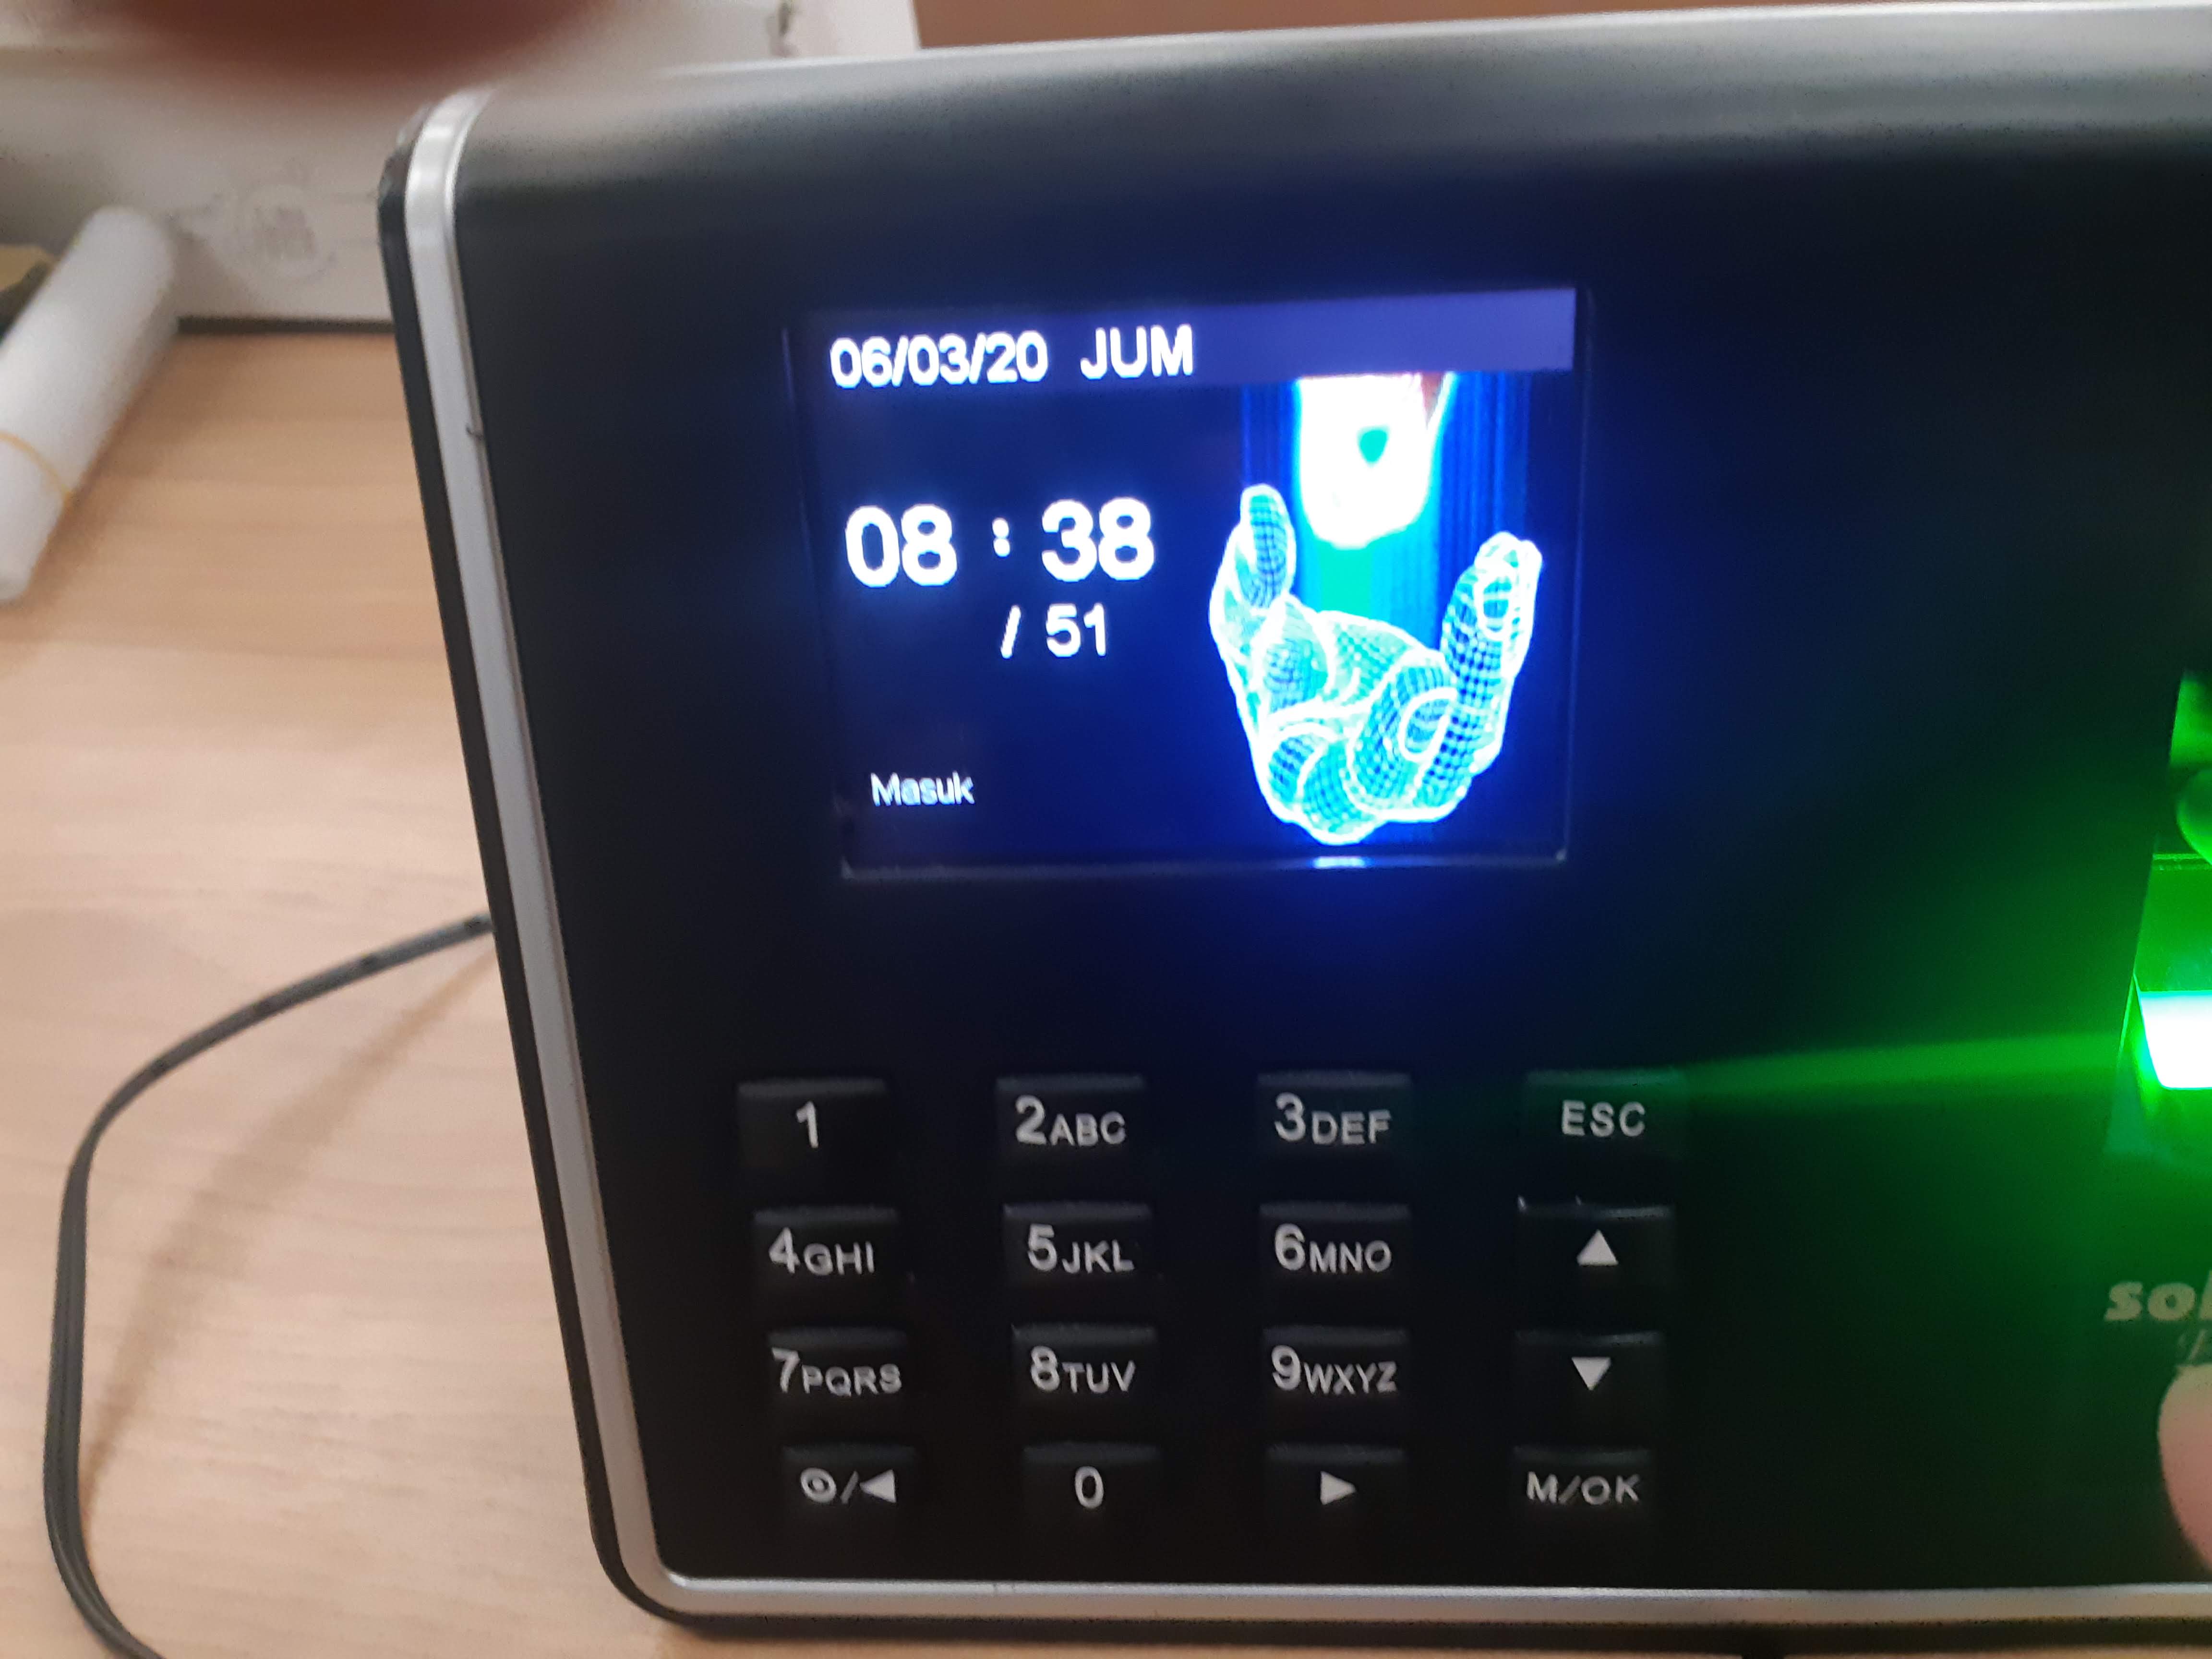 06/03/20 JUM
08 : 38
/ 51
Masuk
1 2ABC 3DEF ESC
4GHI 5JKL 6MNO ▲
7PQRS 8TUV 9WXYZ ▼
⊙/◀ 0 ▶ M/OK